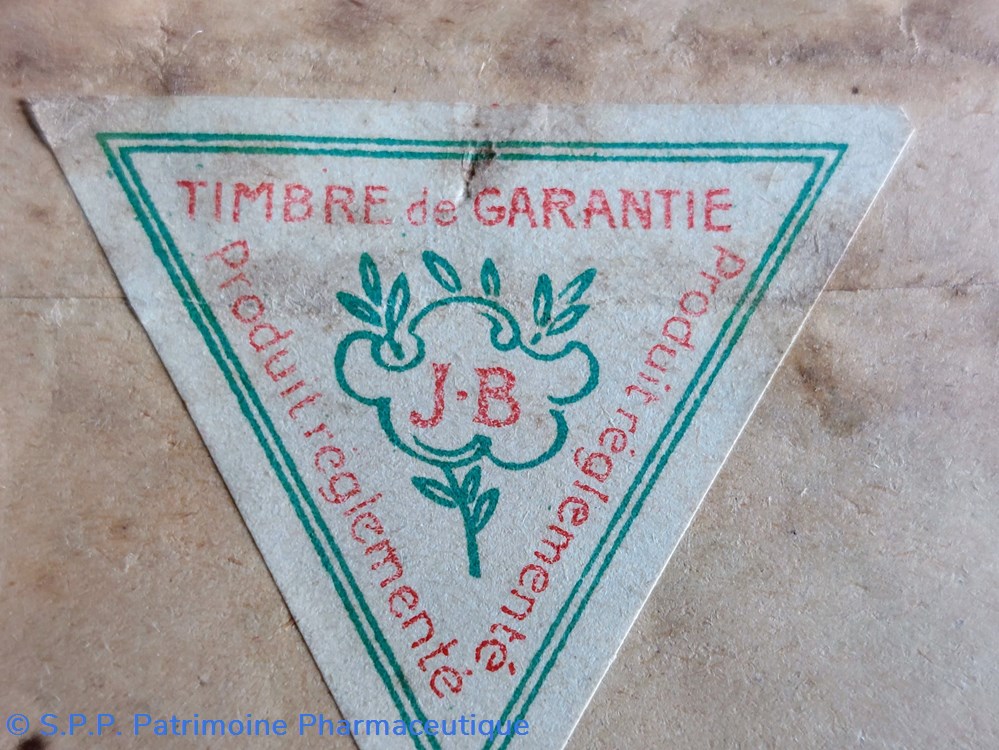 TIMBRE de GARANTIE
Produit réglementé
J·B
Produit réglementé
© S.P.P. Patrimoine Pharmaceutique